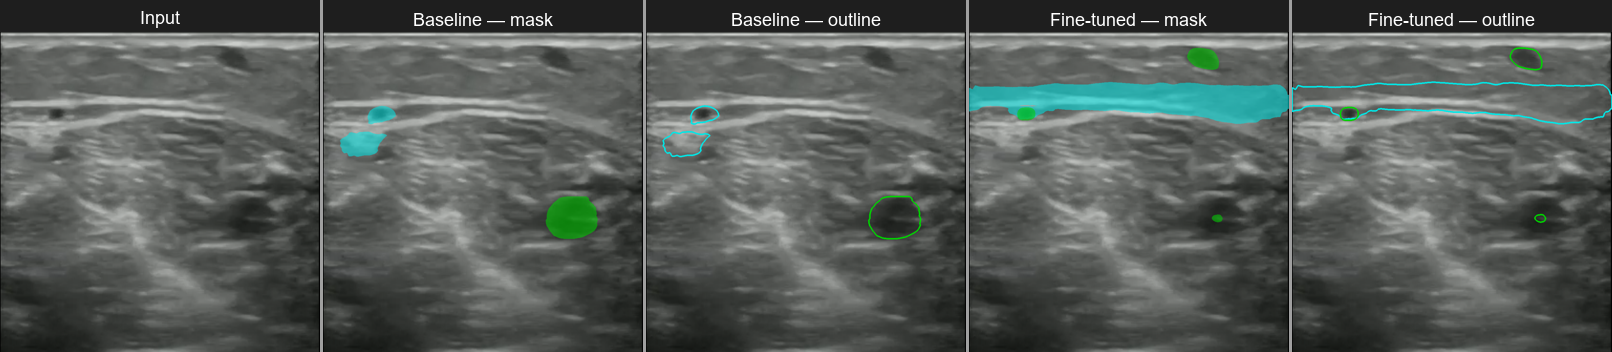 Input
Baseline — mask
Baseline — outline
Fine-tuned — mask
Fine-tuned — outline